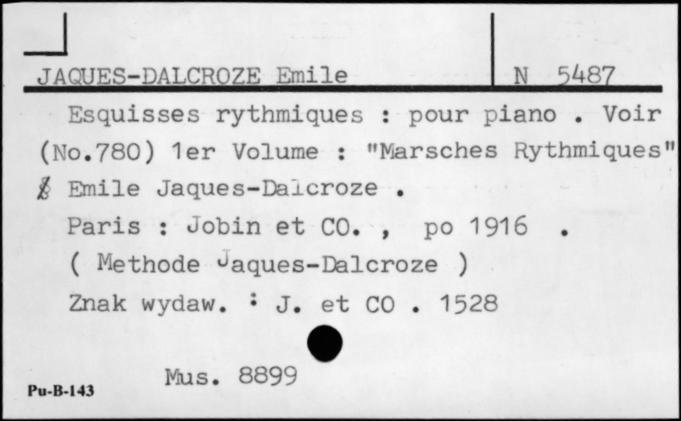 JAQUES-DALCROZE Emile N 5487
Esquisses rythmiques : pour piano . Voir
(No.780) 1er Volume : "Marsches Rythmiques"
Emile Jaques-Dalcroze .
Paris : Jobin et CO. , po 1916 .
( Methode Jaques-Dalcroze )
Znak wydaw. : J. et CO . 1528
Mus. 8899
Pu-B-143